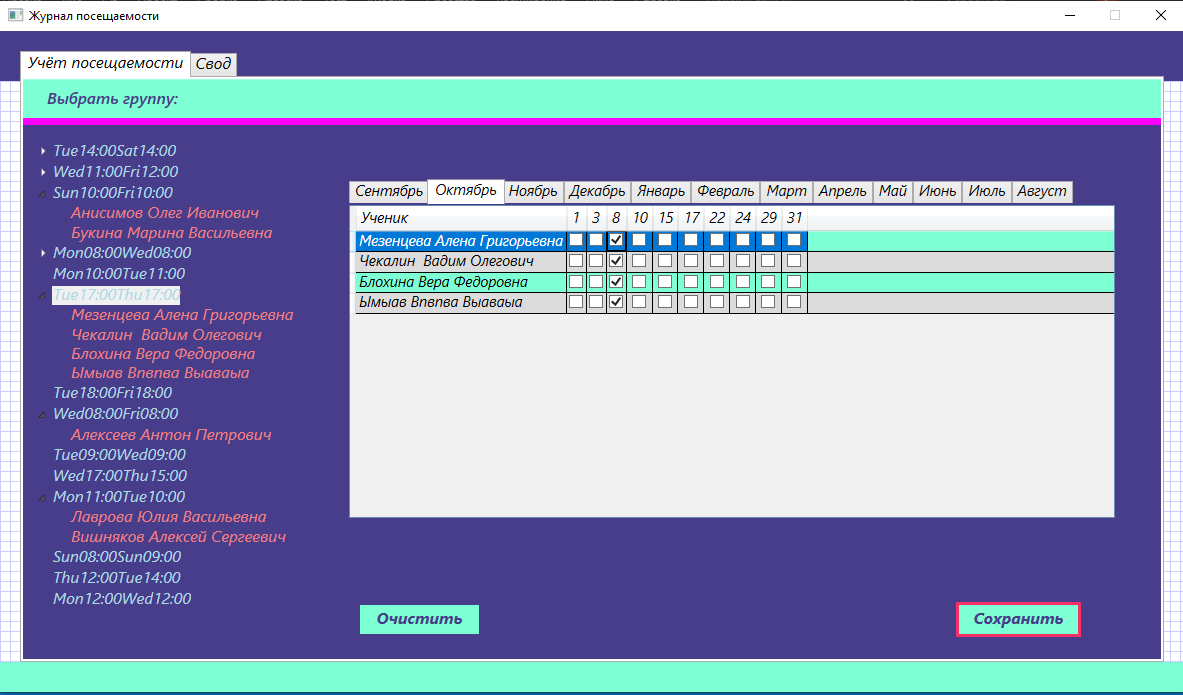 Журнал посещаемости
Учёт посещаемости Свод
Выбрать группу:
Tue14:00Sat14:00
Wed11:00Fri12:00
Sun10:00Fri10:00
Анисимов Олег Иванович
Букина Марина Васильевна
Mon08:00Wed08:00
Mon10:00Tue11:00
Tue17:00Thu17:00
Мезенцева Алена Григорьевна
Чекалин Вадим Олегович
Блохина Вера Федоровна
Ымыав Впвпва Выаваыа
Tue18:00Fri18:00
Wed08:00Fri08:00
Алексеев Антон Петрович
Tue09:00Wed09:00
Wed17:00Thu15:00
Mon11:00Tue10:00
Лаврова Юлия Васильевна
Вишняков Алексей Сергеевич
Sun08:00Sun09:00
Thu12:00Tue14:00
Mon12:00Wed12:00
Сентябрь Октябрь Ноябрь Декабрь Январь Февраль Март Апрель Май Июнь Июль Август
Ученик 1 3 8 10 15 17 22 24 29 31
Мезенцева Алена Григорьевна
Чекалин Вадим Олегович
Блохина Вера Федоровна
Ымыав Впвпва Выаваыа
Очистить Сохранить